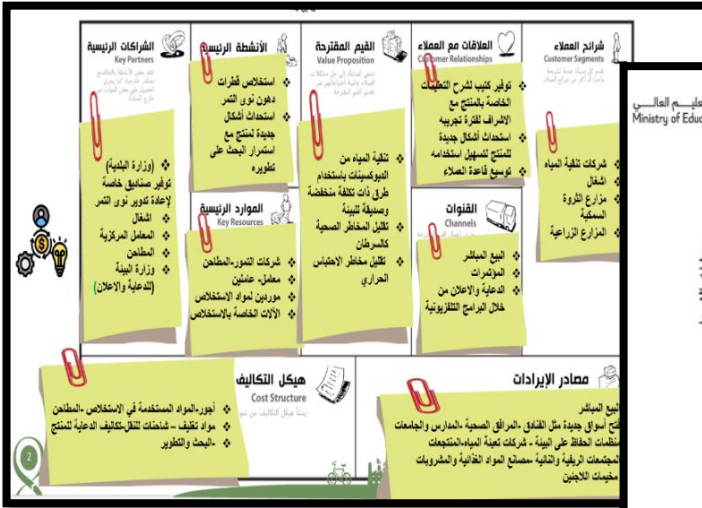 شرائح العملاء
Customer Segments
شركات تنقية المياه
اشغال
مزارع الثروة
السمكية
المزارع الزراعية
العلاقات مع العملاء
Customer Relationships
توفير كتيب لشرح التعليمات
الخاصة بالمنتج مع
الاشراف لفترة تجريبه
استحداث أشكال جديدة
للمنتج لتسهيل استخدامه
توسيع قاعدة العملاء
القنوات
Channels
البيع المباشر
المؤتمرات
الدعاية والاعلان من
خلال البرامج التلفزيونية
القيم المقترحة
Value Proposition
تنقية المياه من
الديوكسينات باستخدام
طرق ذات تكلفة منخفضة
وصديقة للبيئة
تقليل المخاطر الصحية
كالسرطان
تقليل مخاطر الاحتباس
الحراري
الأنشطة الرئيسية
استخلاص قطرات
دهون نوى التمر
استحداث أشكال
جديدة لمنتج مع
استمرار البحث على
تطويره
الموارد الرئيسية
Key Resources
شركات التمور-المطاحن
معامل- عاملين
موردين لمواد الاستخلاص
الألات الخاصة بالاستخلاص
الشراكات الرئيسية
Key Partners
(وزارة البلدية)
توفير صناديق خاصة
لإعادة تدوير نوى التمر
اشغال
المعامل المركزية
المطاحن
وزارة البيئة
(للدعاية والاعلان)
هيكل التكاليف
Cost Structure
أجور-المواد المستخدمة في الاستخلاص -المطاحن
مواد تغليف – شاحنات للنقل-تكاليف الدعاية للمنتج
-البحث والتطوير
مصادر الإيرادات
البيع المباشر
فتح أسواق جديدة مثل الفنادق -المرافق الصحية -المدارس والجامعات
منظمات الحفاظ على البيئة - شركات تعبئة المياه-المنتجعات
المجتمعات الريفية والنائية -مصانع المواد الغذائية والمشروبات
مخيمات اللاجئين
2
Ministry of Educ